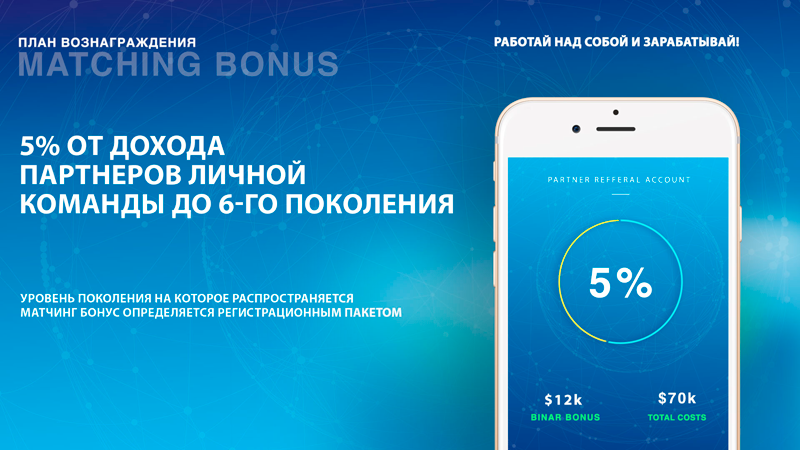 ПЛАН ВОЗНАГРАЖДЕНИЯ
MATCHING BONUS
РАБОТАЙ НАД СОБОЙ И ЗАРАБАТЫВАЙ!
5% ОТ ДОХОДА
ПАРТНЕРОВ ЛИЧНОЙ
КОМАНДЫ ДО 6-ГО ПОКОЛЕНИЯ
УРОВЕНЬ ПОКОЛЕНИЯ НА КОТОРОЕ РАСПРОСТРАНЯЕТСЯ
МАТЧИНГ БОНУС ОПРЕДЕЛЯЕТСЯ РЕГИСТРАЦИОННЫМ ПАКЕТОМ
PARTNER REFFERAL ACCOUNT
5%
$12k
BINAR BONUS
$70k
TOTAL COSTS